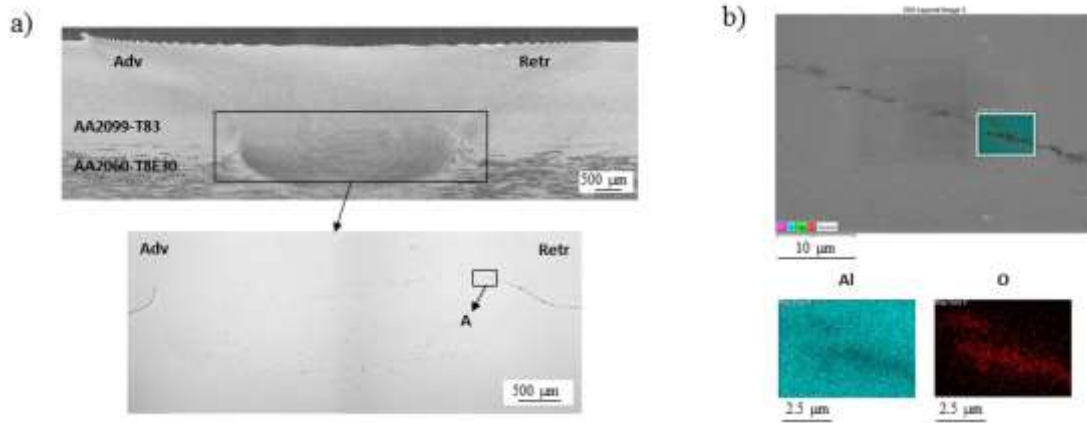 a)
Adv
Retr
AA2099-T83
AA2060-T8E30
500 µm
Adv
Retr
A
500 µm
b)
10 µm
Al
O
2.5 µm
2.5 µm